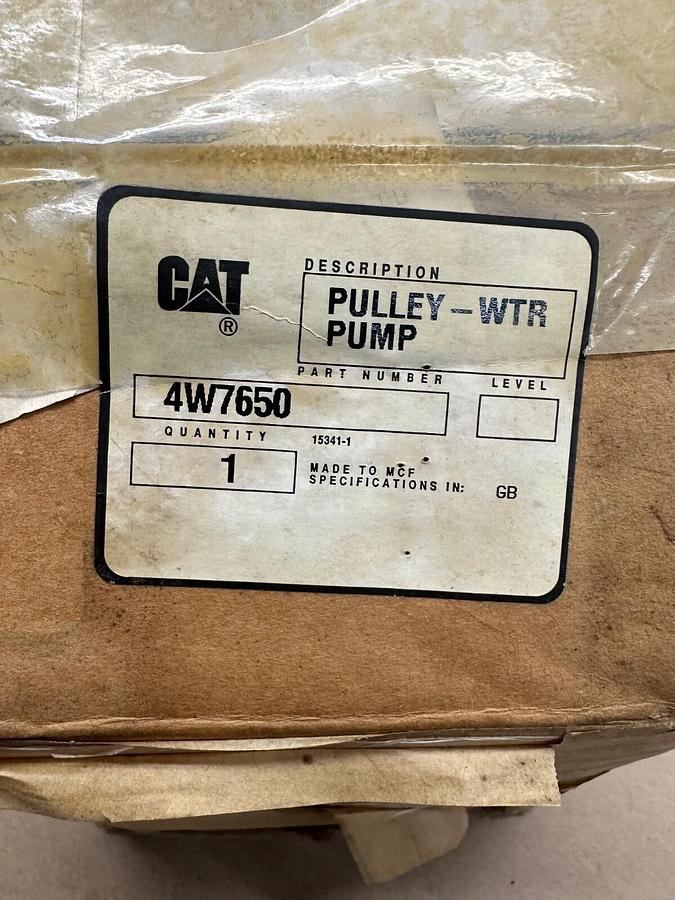 CAT
®
DESCRIPTION
PULLEY-WTR
PUMP
PART NUMBER
LEVEL
4W7650
QUANTITY
15341-1
1
MADE TO MCF
SPECIFICATIONS IN:
GB